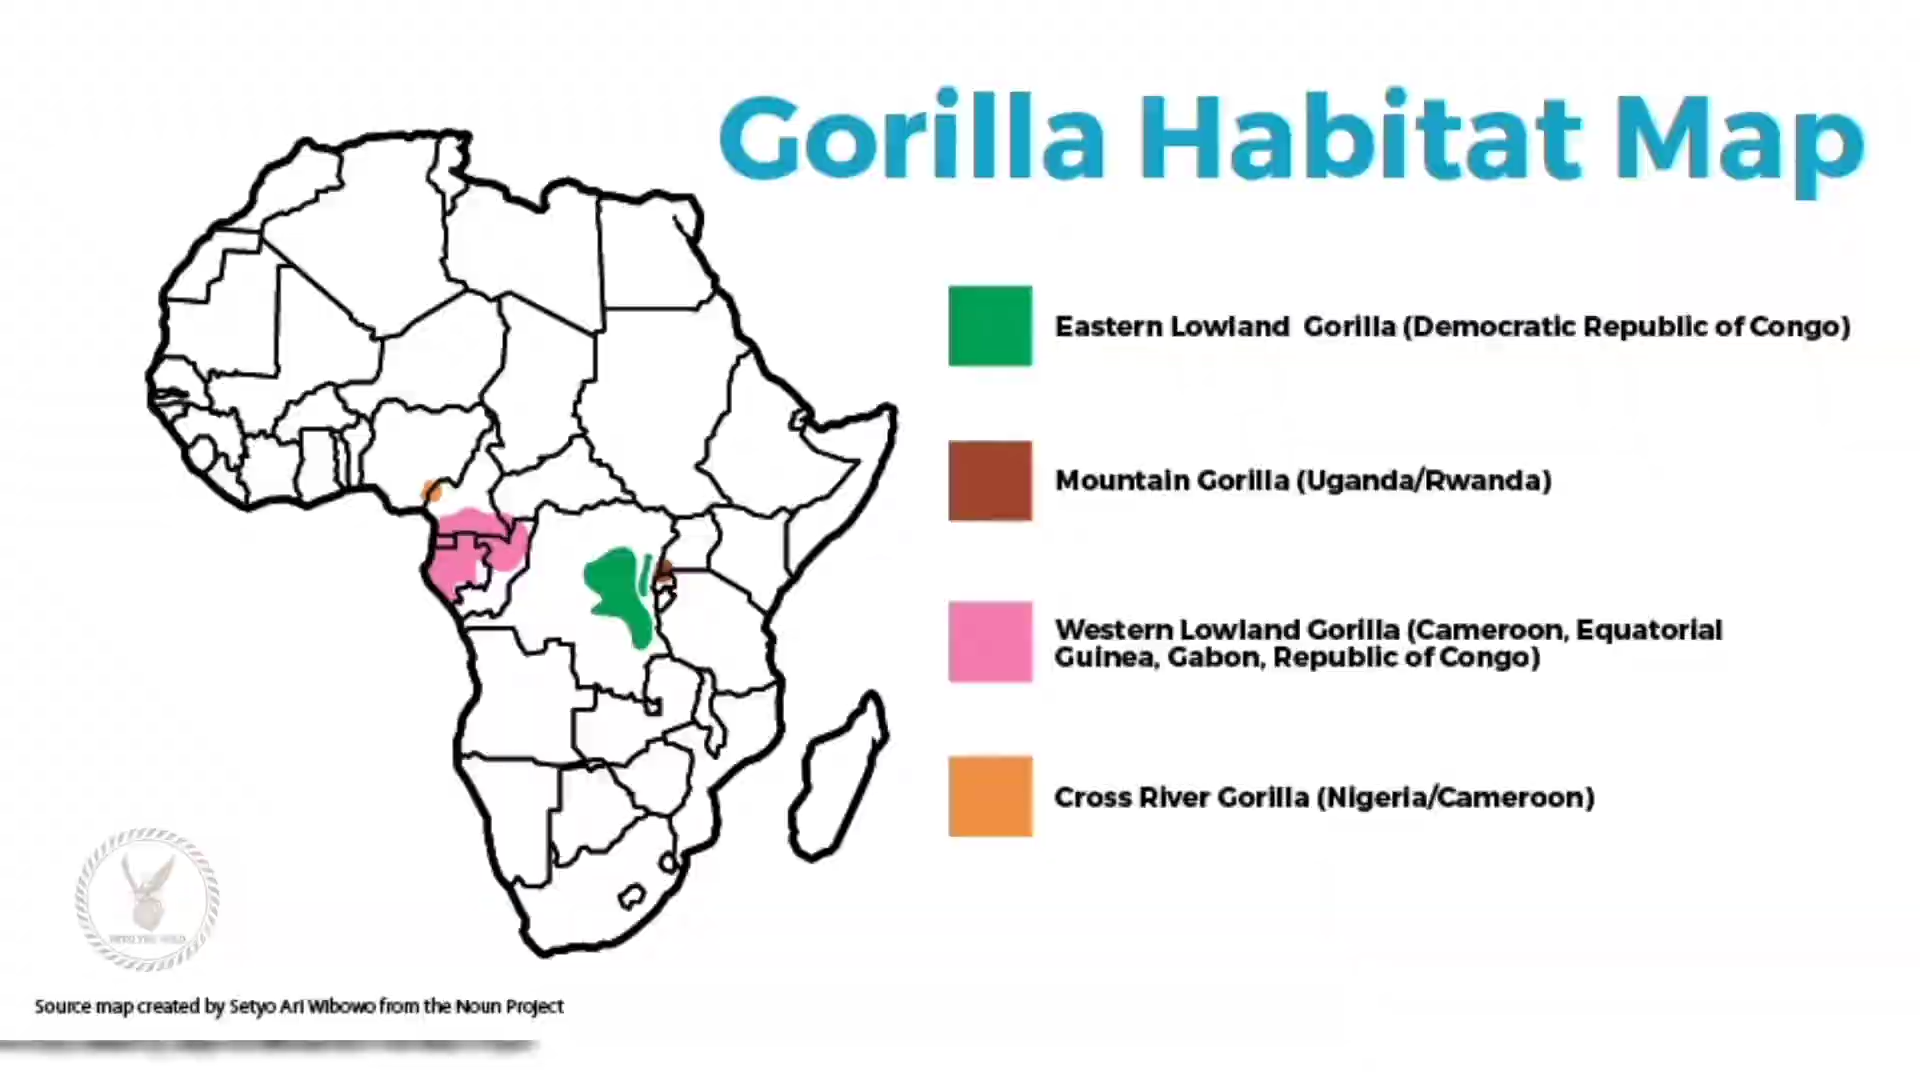 Gorilla Habitat Map
Eastern Lowland Gorilla (Democratic Republic of Congo)
Mountain Gorilla (Uganda/Rwanda)
Western Lowland Gorilla (Cameroon, Equatorial
Guinea, Gabon, Republic of Congo)
Cross River Gorilla (Nigeria/Cameroon)
Source map created by Setyo Ari Wibowo from the Noun Project